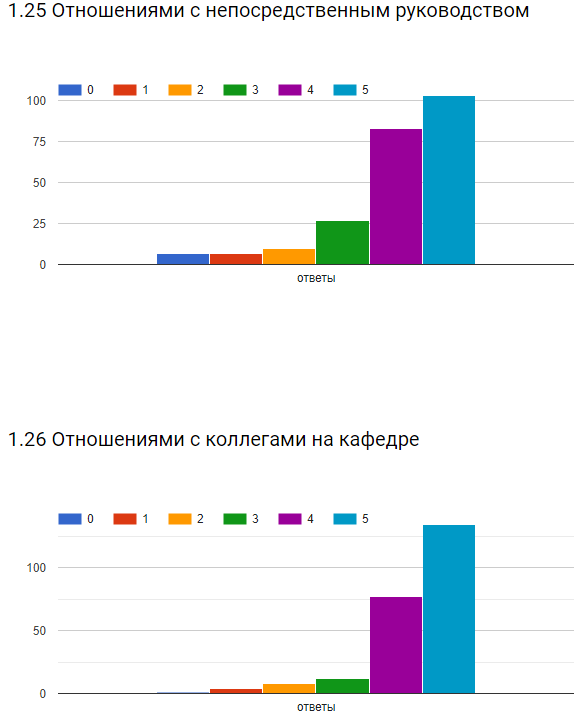 1.25 Отношениями с непосредственным руководством
0 1 2 3 4 5
100
75
50
25
0
ответы
1.26 Отношениями с коллегами на кафедре
0 1 2 3 4 5
100
50
0
ответы